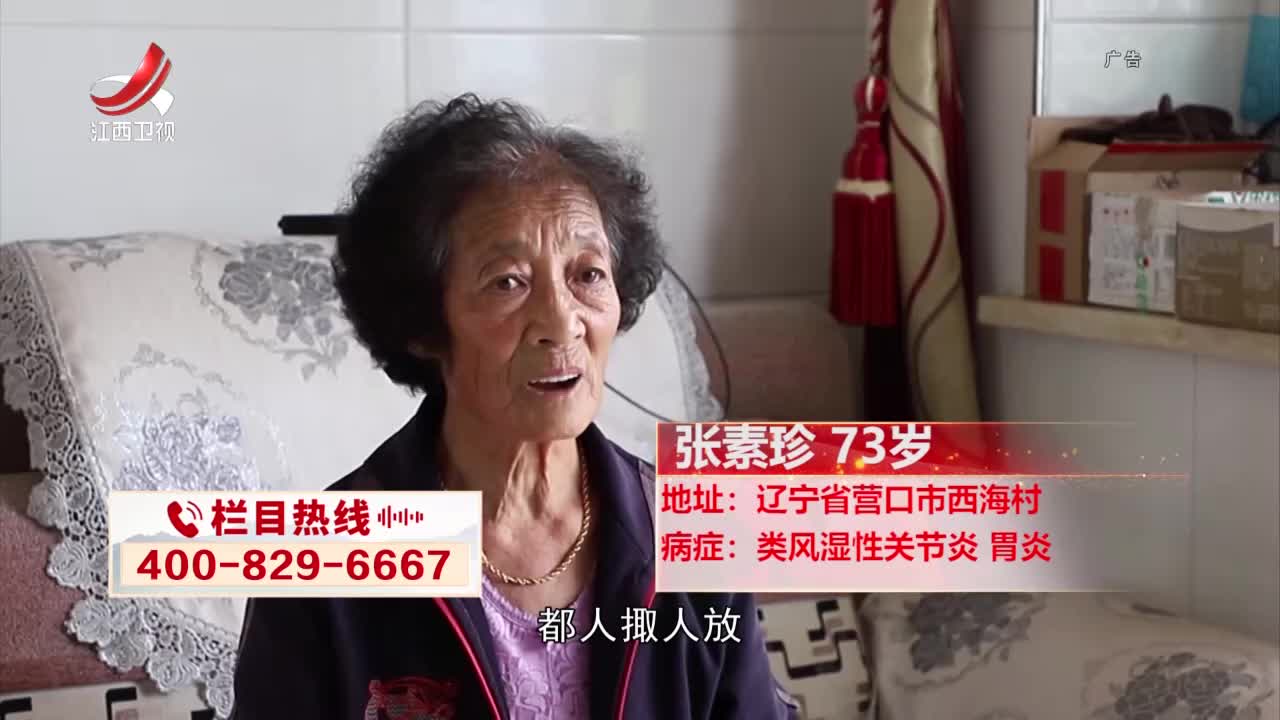 广告
江西卫视
张素珍 73岁
地址：辽宁省营口市西海村
病症：类风湿性关节炎 胃炎
栏目热线
400-829-6667
都人掫人放